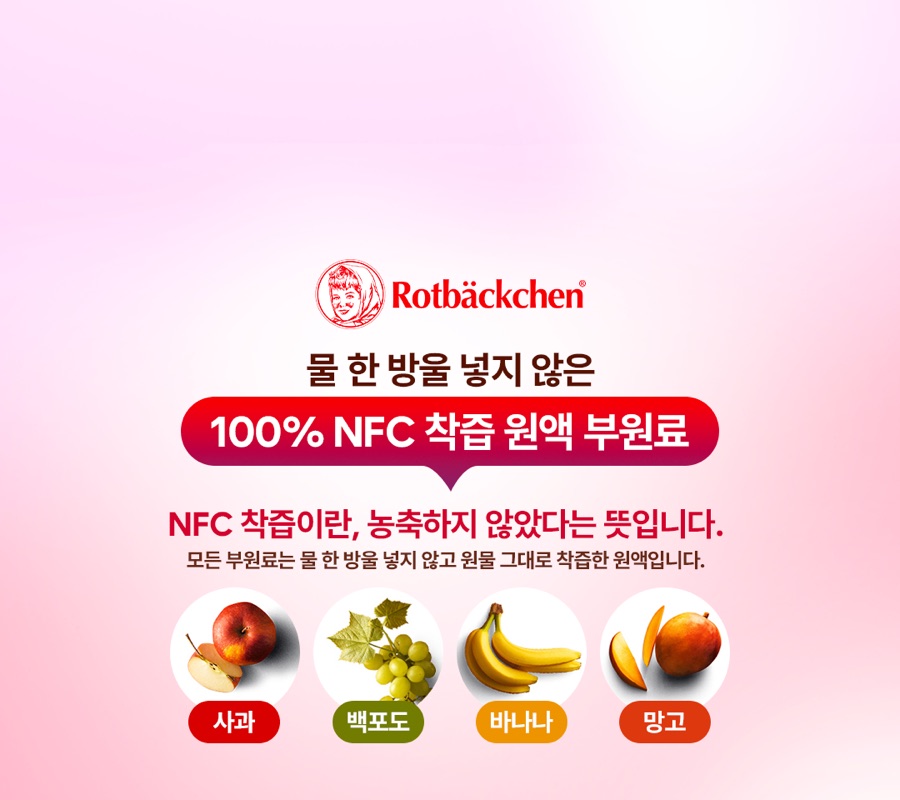 Rotbäckchen®
물 한 방울 넣지 않은
100% NFC 착즙 원액 부원료
NFC 착즙이란, 농축하지 않았다는 뜻입니다.
모든 부원료는 물 한 방울 넣지 않고 원물 그대로 착즙한 원액입니다.
사과
백포도
바나나
망고